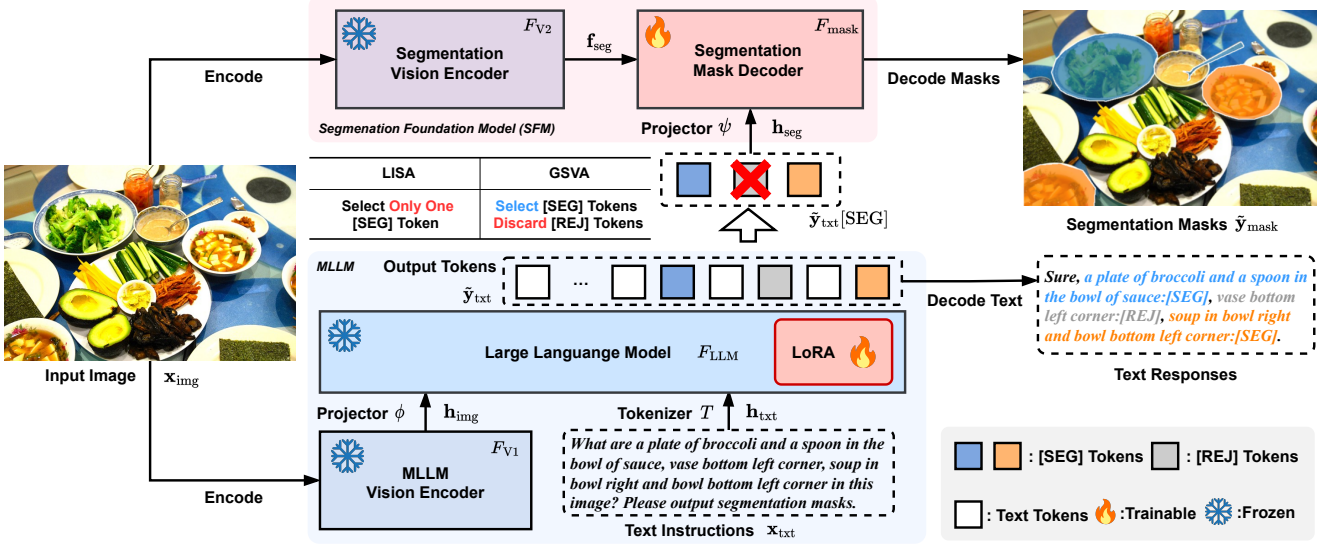 F_V2
Segmentation
Vision Encoder
f_seg
F_mask
Segmentation
Mask Decoder
Encode
Decode Masks
Segmenation Foundation Model (SFM)
Projector ψ
h_seg
LISA
GSVA
Select Only One
[SEG] Token
Select [SEG] Tokens
Discard [REJ] Tokens
ỹ_txt[SEG]
Segmentation Masks ỹ_mask
MLLM
Output Tokens
ỹ_txt
...
Decode Text
Sure, a plate of broccoli and a spoon in
the bowl of sauce:[SEG], vase bottom
left corner:[REJ], soup in bowl right
and bowl bottom left corner:[SEG].
Text Responses
Large Languange Model F_LLM
LoRA
Input Image x_img
Projector ϕ h_img
Tokenizer T h_txt
F_V1
MLLM
Vision Encoder
Encode
What are a plate of broccoli and a spoon in the
bowl of sauce, vase bottom left corner, soup in
bowl right and bowl bottom left corner in this
image? Please output segmentation masks.
Text Instructions x_txt
: [SEG] Tokens
: [REJ] Tokens
: Text Tokens
:Trainable
:Frozen